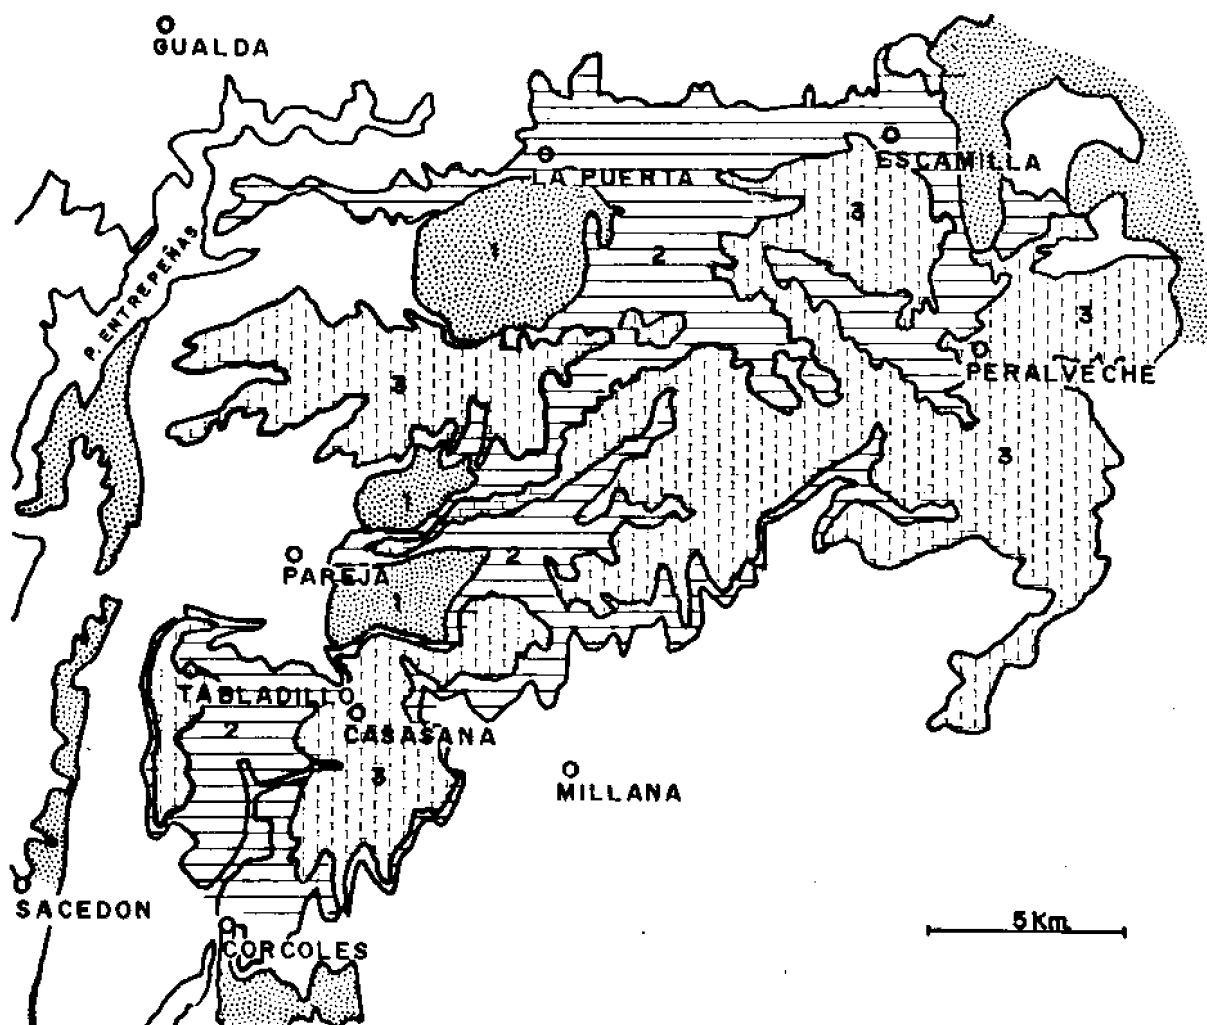 GUALDA
ESCAMILLA
LA PUERTA
3
1
2
P. ENTREPEÑAS
3
PERALVECHE
3
3
1
2
PAREJA
1
TABLADILLO
CASASANA
2
3
MILLANA
SACEDON
5 Km.
CORCOLES